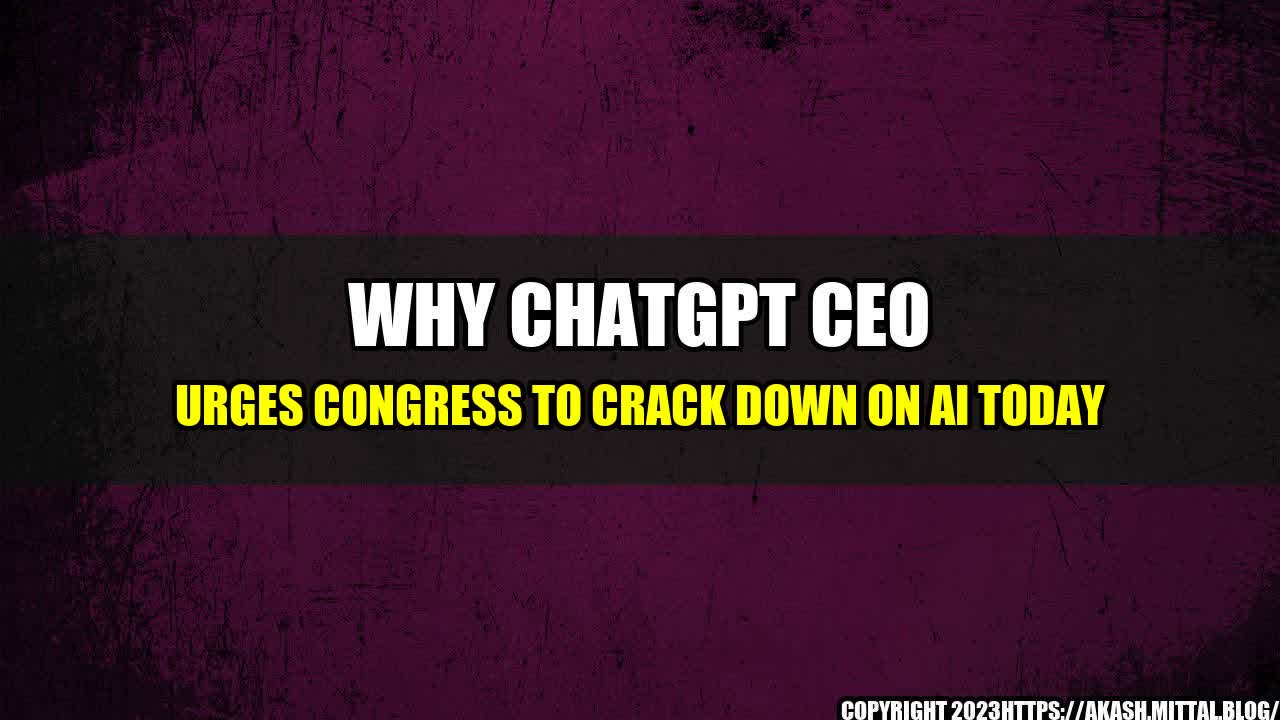 WHY CHATGPT CEO
URGES CONGRESS TO CRACK DOWN ON AI TODAY
COPYRIGHT 2023HTTPS://AKASH.MITTAL.BLOG/